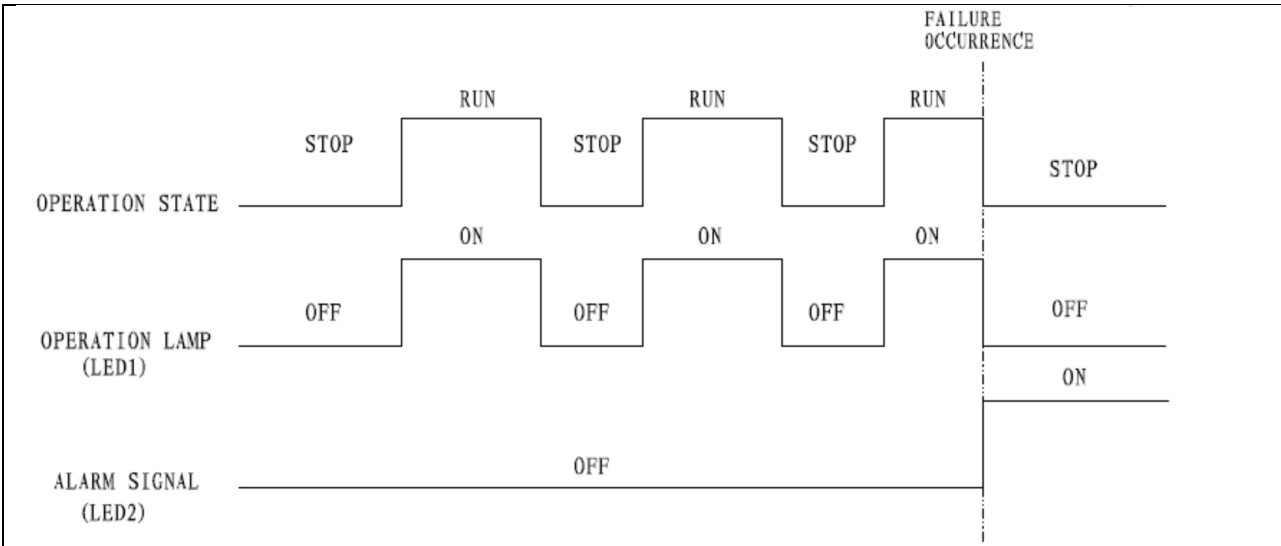 FAILURE
OCCURRENCE
RUN RUN RUN
STOP STOP STOP
STOP
OPERATION STATE
ON ON ON
OFF OFF OFF OFF
OPERATION LAMP
(LED1)
ON
OFF
ALARM SIGNAL
(LED2)